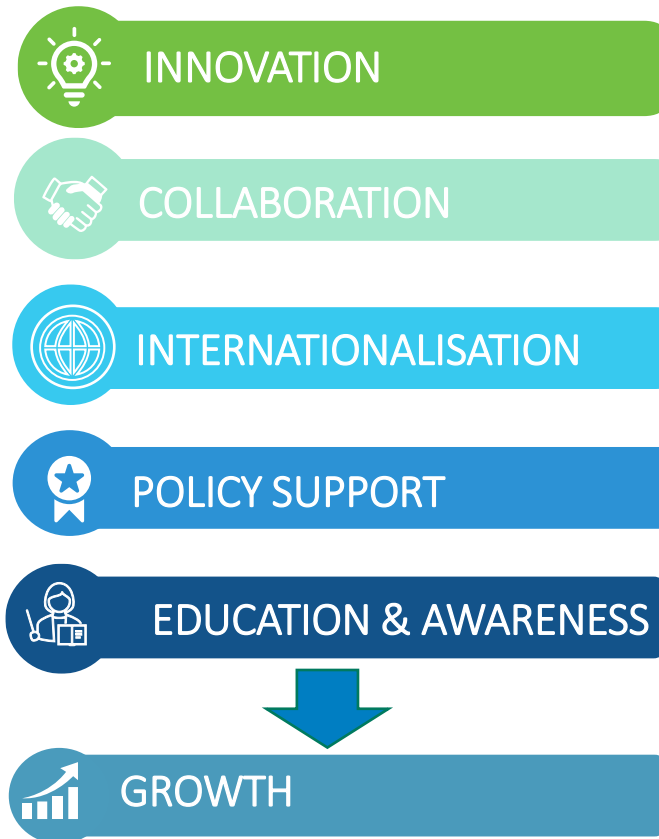 INNOVATION
COLLABORATION
INTERNATIONALISATION
POLICY SUPPORT
EDUCATION & AWARENESS
GROWTH